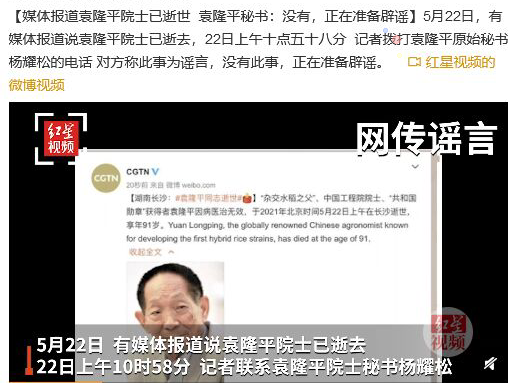 【媒体报道袁隆平院士已逝世 袁隆平秘书：没有，正在准备辟谣】5月22日，有
媒体报道说袁隆平院士已逝去，22日上午十点五十八分 记者拨打袁隆平原始秘书
杨耀松的电话 对方称此事为谣言，没有此事，正在准备辟谣。 红星视频的
微博视频
红星
视频
网传谣言
CGTN
20秒前 来自 微博 weibo.com
【湖南长沙：#袁隆平同志逝世#】“杂交水稻之父”、中国工程院院士、“共和国
勋章”获得者袁隆平因病医治无效，于2021年北京时间5月22日上午在长沙逝世，
享年91岁。Yuan Longping, the globally renowned Chinese agronomist known
for developing the first hybrid rice strains, has died at the age of 91.
收起全文
红星
视频
5月22日 有媒体报道说袁隆平院士已逝去
22日上午10时58分 记者联系袁隆平院士秘书杨耀松